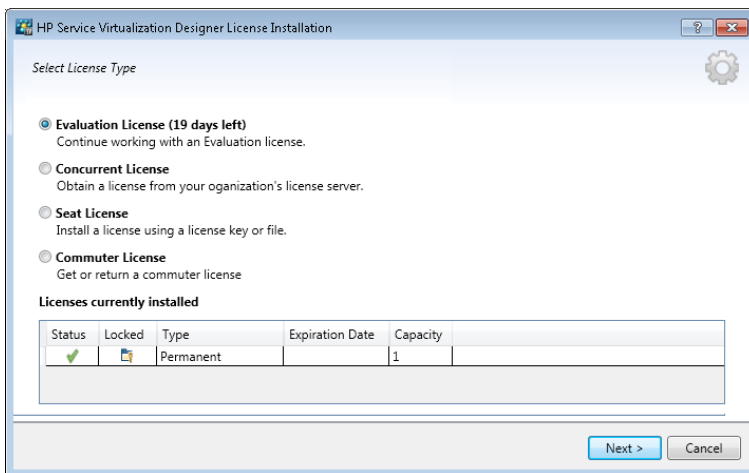 HP Service Virtualization Designer License Installation
?
Select License Type
Evaluation License (19 days left)
Continue working with an Evaluation license.
Concurrent License
Obtain a license from your oganization's license server.
Seat License
Install a license using a license key or file.
Commuter License
Get or return a commuter license
Licenses currently installed
Status Locked Type Expiration Date Capacity
Permanent 1
Next > Cancel